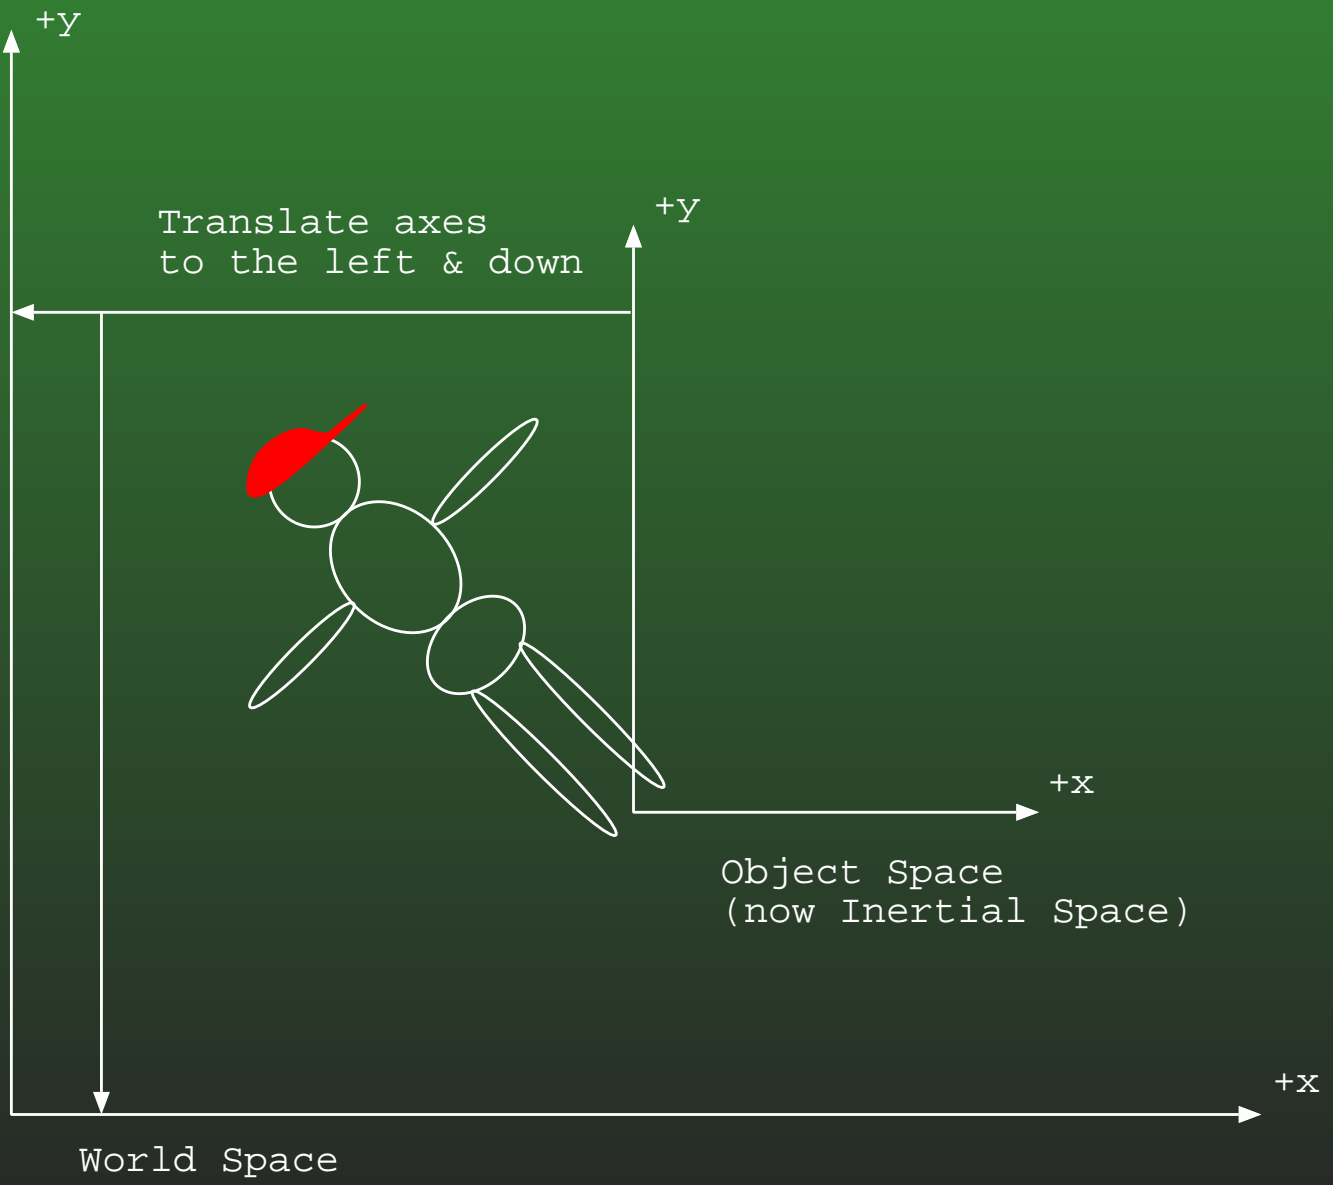 +y
+y
Translate axes
to the left & down
+x
Object Space
(now Inertial Space)
+x
World Space